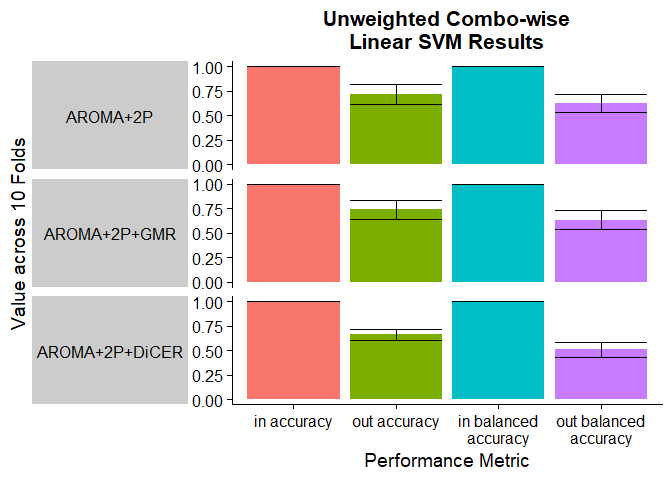 Unweighted Combo-wise
Linear SVM Results
Value across 10 Folds
AROMA+2P
1.00
0.75
0.50
0.25
0.00
AROMA+2P+GMR
1.00
0.75
0.50
0.25
0.00
AROMA+2P+DiCER
1.00
0.75
0.50
0.25
0.00
in accuracy
out accuracy
in balanced
accuracy
out balanced
accuracy
Performance Metric